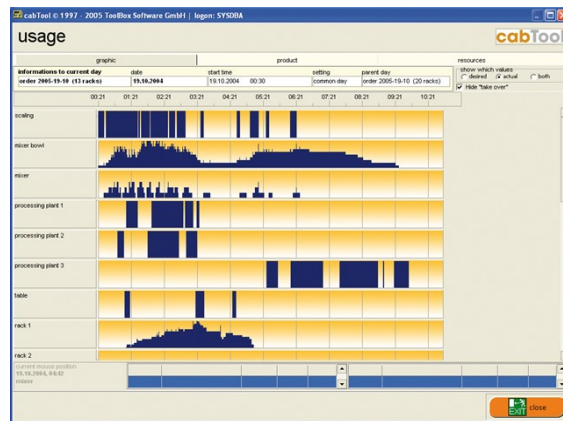 cabTool © 1997 - 2005 ToolBox Software GmbH | logon: SYSDBA
usage
cabTool
graphic product resources
informations to current day date start time setting parent day
order 2005-19-10 (13 racks) 19.10.2004 19.10.2004 00:30 common day order 2005-19-10 (20 racks)
show which values
desired actual both
Hide "take over"
00:21 01:21 02:21 03:21 04:21 05:21 06:21 07:21 08:21 09:21 10:21
scaling
mixer bowl
mixer
processing plant 1
processing plant 2
processing plant 3
table
rack 1
rack 2
current mouse position
19.10.2004, 04:42
mixer
EXIT close